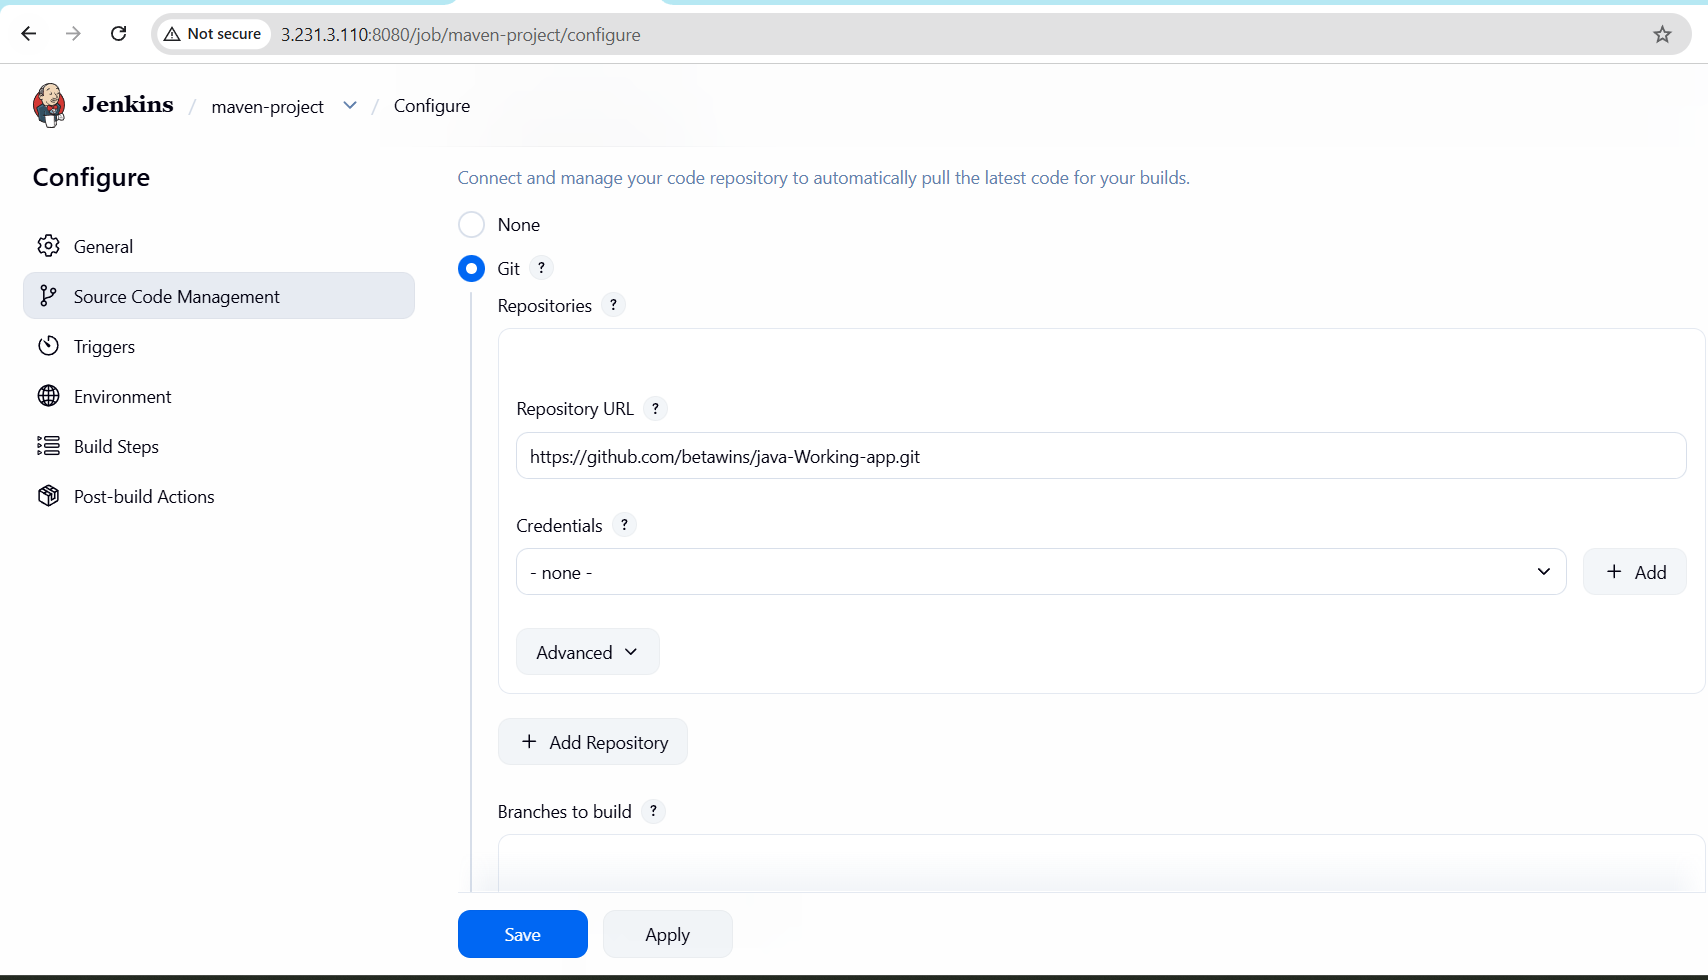 Not secure 3.231.3.110:8080/job/maven-project/configure
Jenkins / maven-project / Configure
Configure
General
Source Code Management
Triggers
Environment
Build Steps
Post-build Actions
Connect and manage your code repository to automatically pull the latest code for your builds.
None
Git ?
Repositories ?
Repository URL ?
https://github.com/betawins/java-Working-app.git
Credentials ?
- none -
+ Add
Advanced
+ Add Repository
Branches to build ?
Save Apply